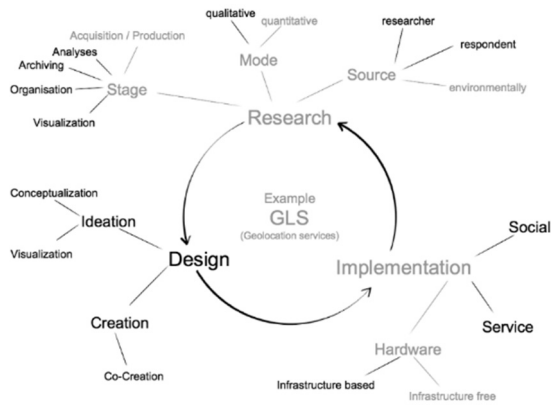 qualitative
quantitative
Mode
Acquisition / Production
Analyses
Archiving
Organisation
Visualization
Stage
researcher
respondent
environmentally
Source
Research
Example
GLS
(Geolocation services)
Conceptualization
Ideation
Visualization
Design
Creation
Co-Creation
Implementation
Social
Service
Hardware
Infrastructure based
Infrastructure free